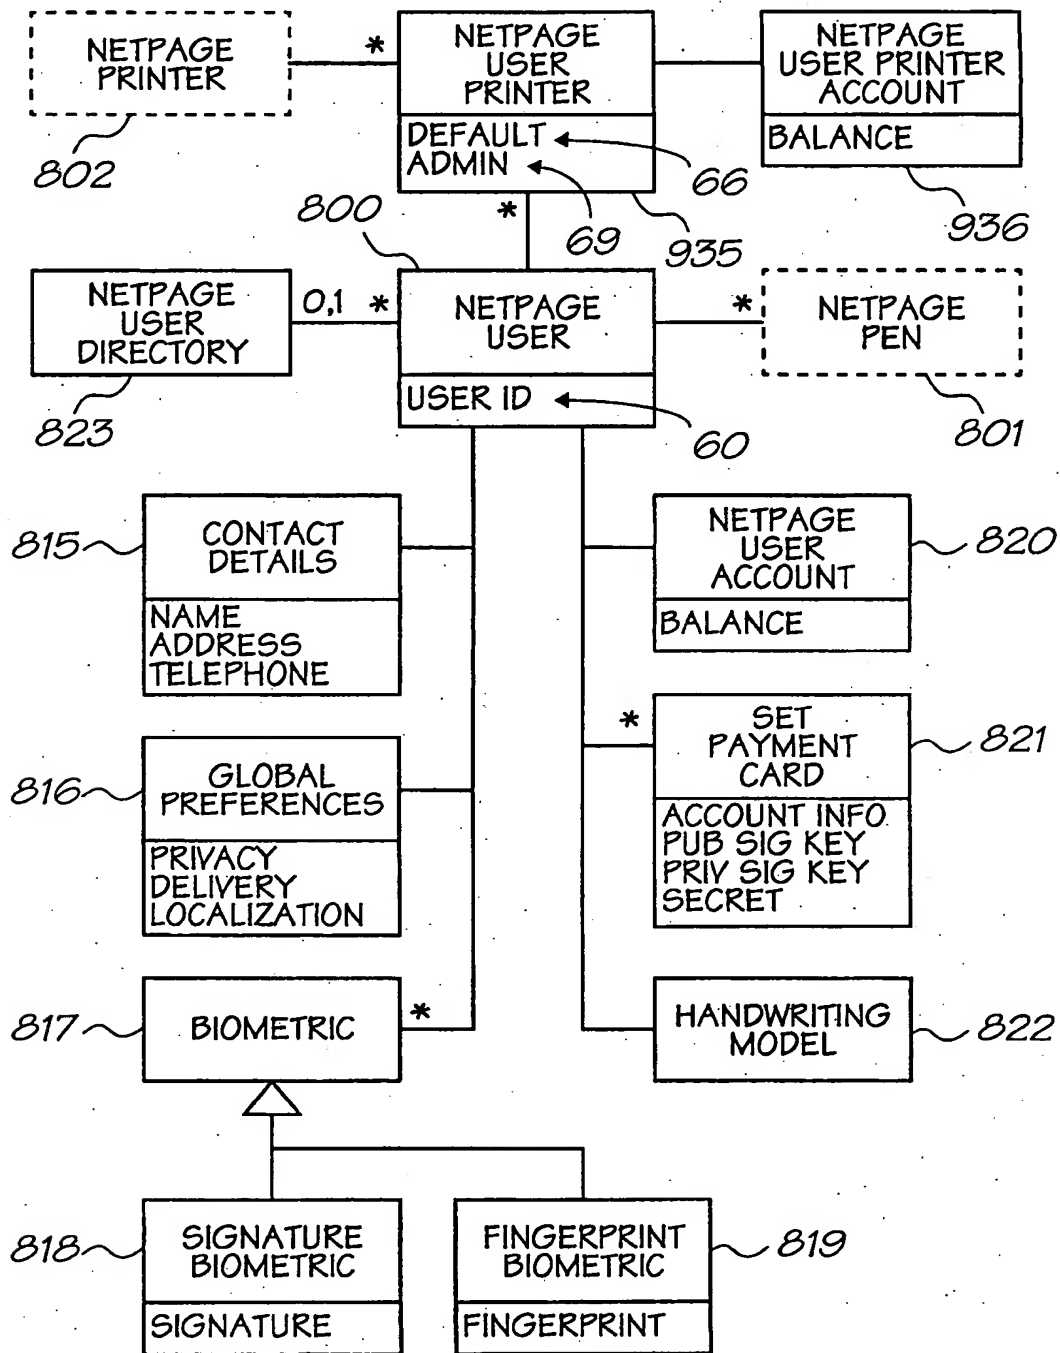 NETPAGE
PRINTER
802
*
NETPAGE
USER
PRINTER
DEFAULT
ADMIN
66
69
935
NETPAGE
USER PRINTER
ACCOUNT
BALANCE
936
*
800
NETPAGE
USER
DIRECTORY
823
0,1
*
NETPAGE
USER
USER ID
60
*
NETPAGE
PEN
801
815
CONTACT
DETAILS
NAME
ADDRESS
TELEPHONE
NETPAGE
USER
ACCOUNT
BALANCE
820
816
GLOBAL
PREFERENCES
PRIVACY
DELIVERY
LOCALIZATION
*
SET
PAYMENT
CARD
ACCOUNT INFO
PUB SIG KEY
PRIV SIG KEY
SECRET
821
817
BIOMETRIC
*
HANDWRITING
MODEL
822
818
SIGNATURE
BIOMETRIC
SIGNATURE
FINGERPRINT
BIOMETRIC
FINGERPRINT
819